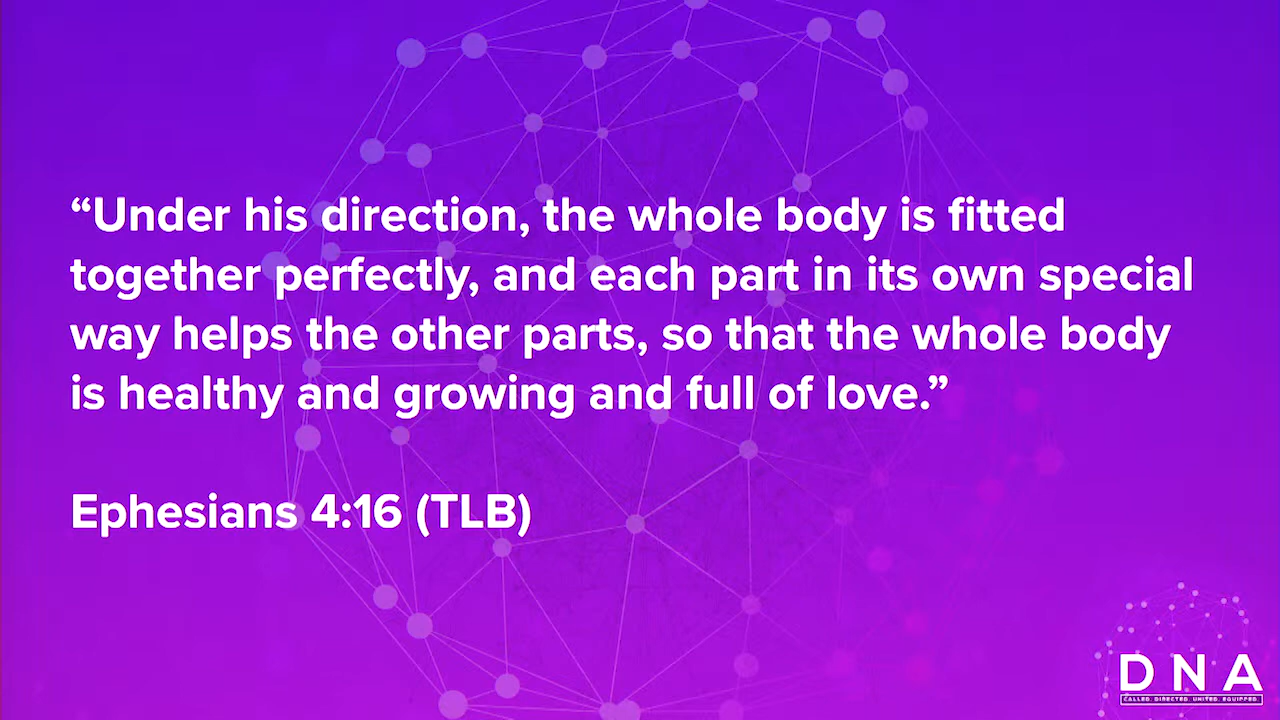 “Under his direction, the whole body is fitted
together perfectly, and each part in its own special
way helps the other parts, so that the whole body
is healthy and growing and full of love.”
Ephesians 4:16 (TLB)
DNA
CALLED. DIRECTED. UNITED. EQUIPPED.